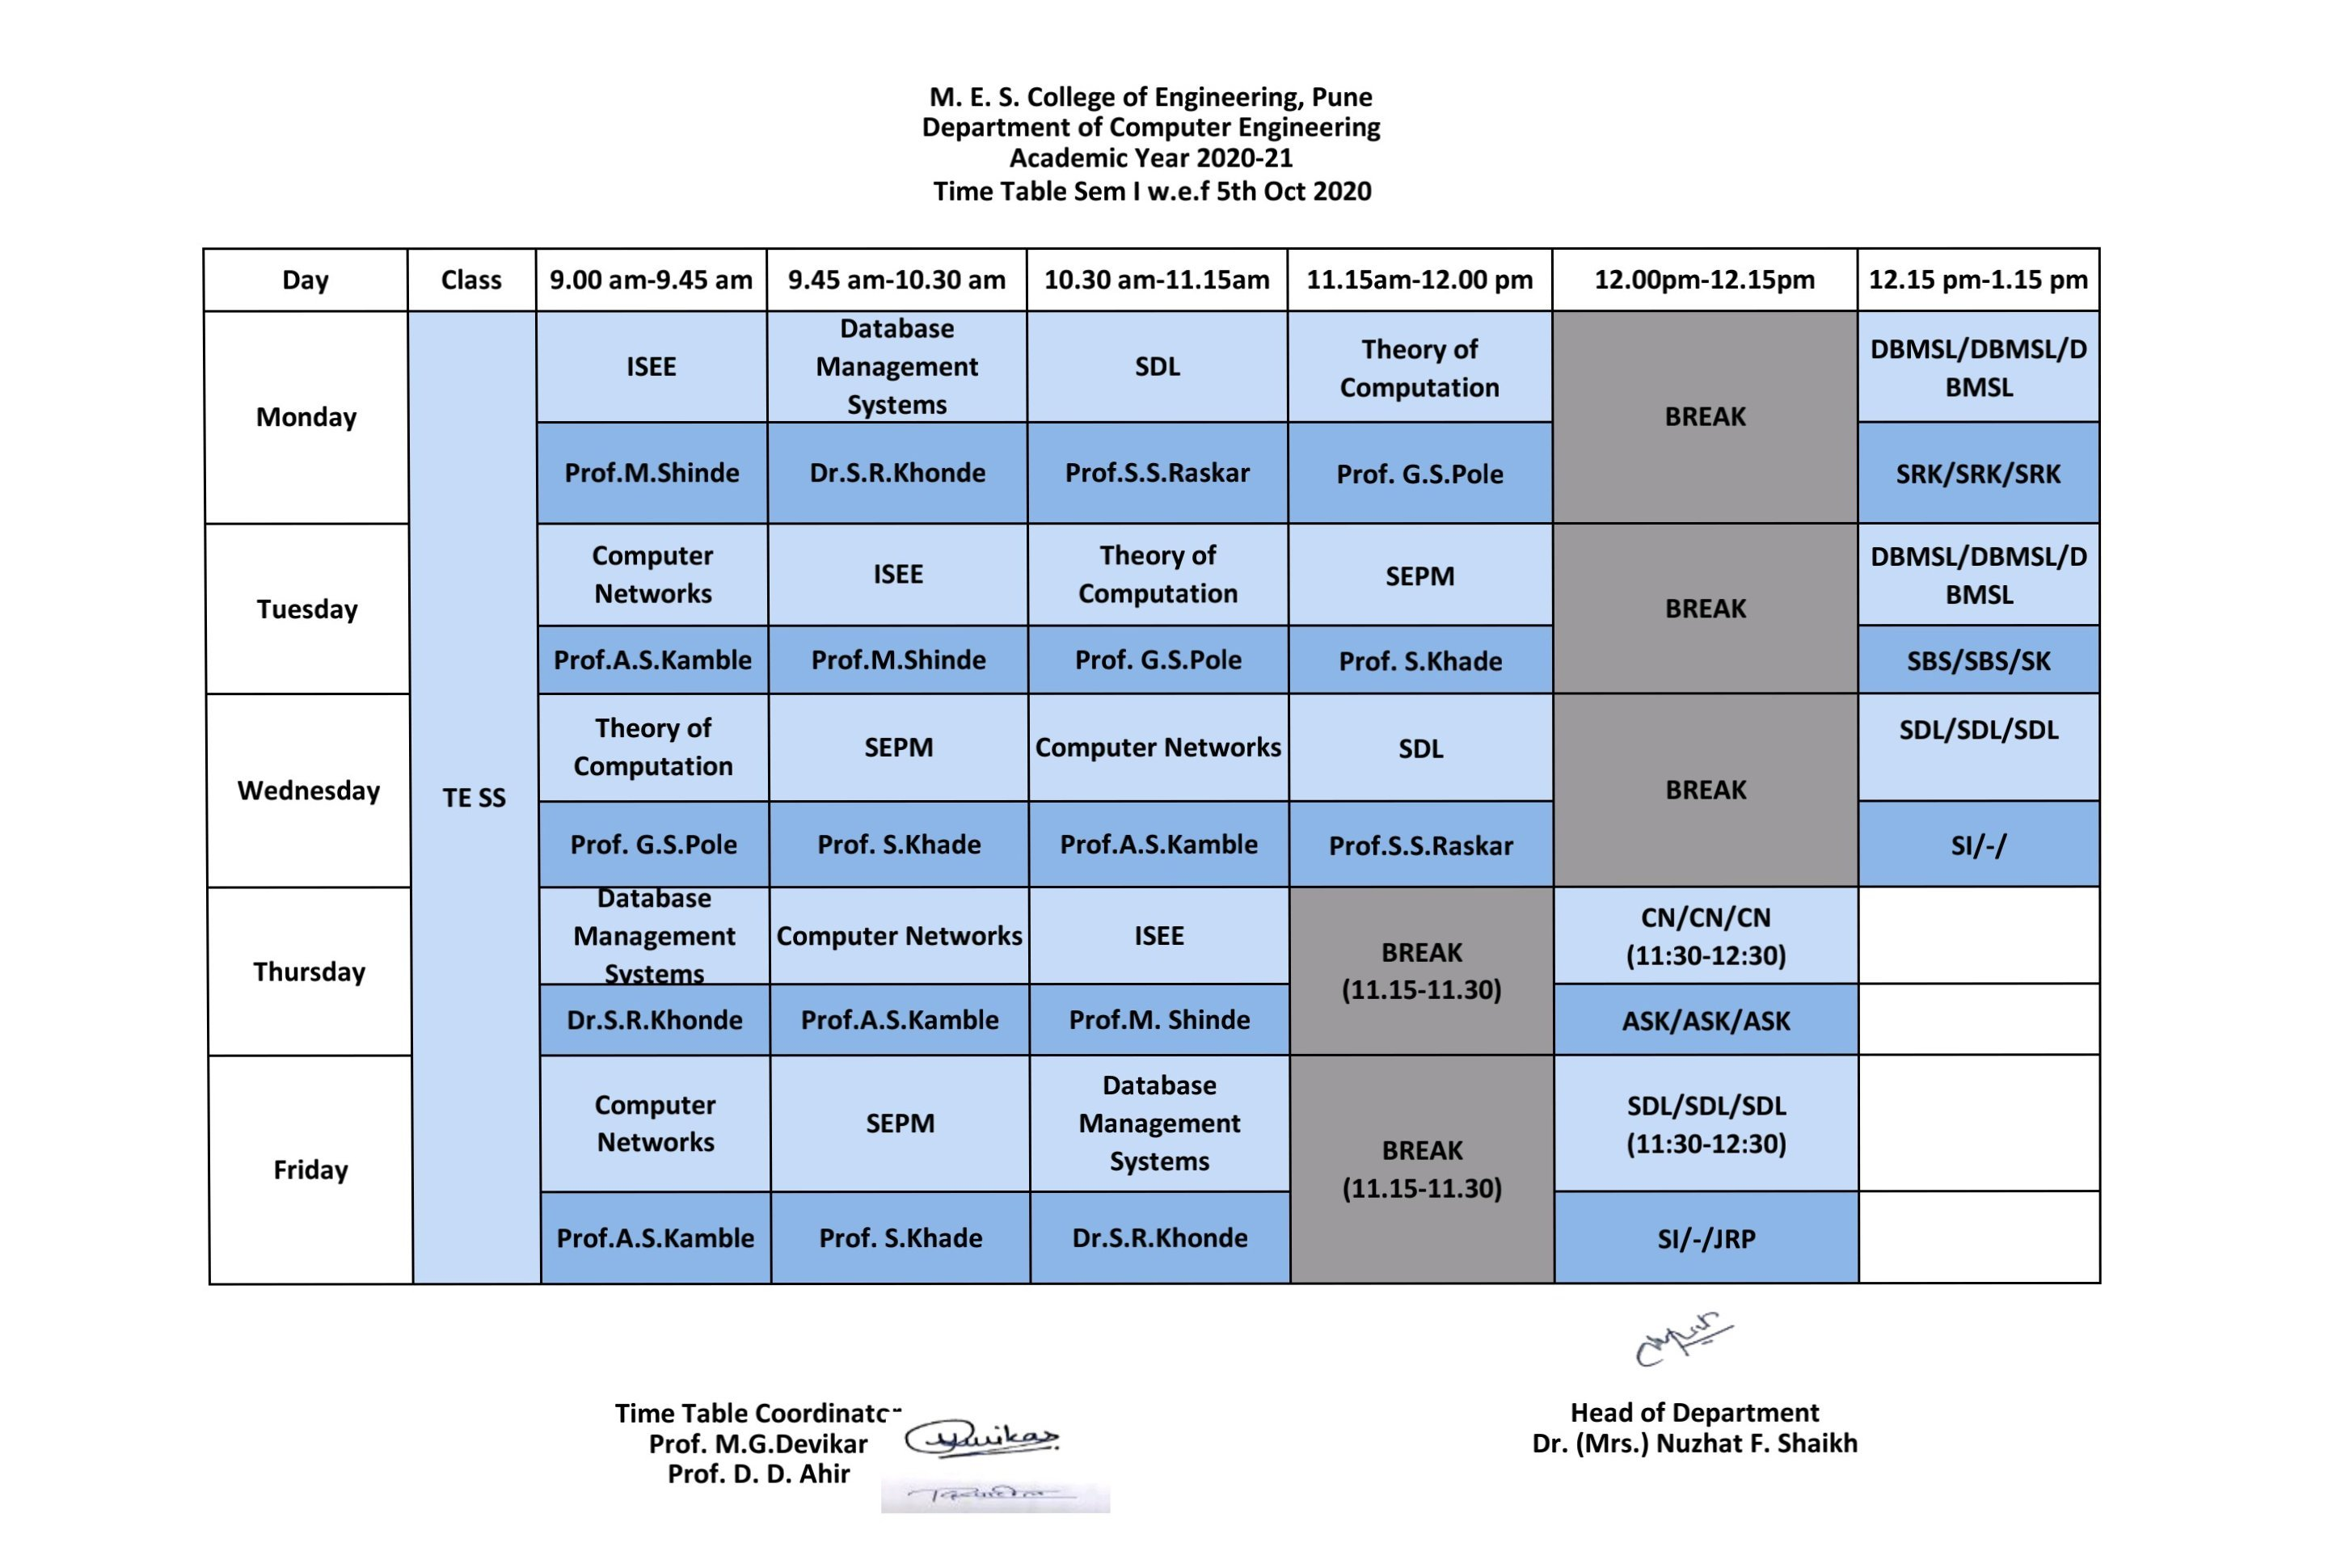 M. E. S. College of Engineering, Pune
Department of Computer Engineering
Academic Year 2020-21
Time Table Sem I w.e.f 5th Oct 2020
Day Class 9.00 am-9.45 am 9.45 am-10.30 am 10.30 am-11.15am 11.15am-12.00 pm 12.00pm-12.15pm 12.15 pm-1.15 pm
Monday
TE SS
ISEE
Database
Management
Systems
SDL
Theory of
Computation
BREAK
DBMSL/DBMSL/D
BMSL
Prof.M.Shinde Dr.S.R.Khonde Prof.S.S.Raskar Prof. G.S.Pole SRK/SRK/SRK
Tuesday
Computer
Networks
ISEE
Theory of
Computation
SEPM
BREAK
DBMSL/DBMSL/D
BMSL
Prof.A.S.Kamble Prof.M.Shinde Prof. G.S.Pole Prof. S.Khade SBS/SBS/SK
Wednesday
Theory of
Computation
SEPM
Computer Networks
SDL
BREAK
SDL/SDL/SDL
Prof. G.S.Pole Prof. S.Khade Prof.A.S.Kamble Prof.S.S.Raskar SI/-/
Thursday
Database
Management
Systems
Computer Networks
ISEE
BREAK
(11.15-11.30)
CN/CN/CN
(11:30-12:30)
Dr.S.R.Khonde Prof.A.S.Kamble Prof.M. Shinde ASK/ASK/ASK
Friday
Computer
Networks
SEPM
Database
Management
Systems
BREAK
(11.15-11.30)
SDL/SDL/SDL
(11:30-12:30)
Prof.A.S.Kamble Prof. S.Khade Dr.S.R.Khonde SI/-/JRP
Time Table Coordinator
Prof. M.G.Devikar
Prof. D. D. Ahir
Head of Department
Dr. (Mrs.) Nuzhat F. Shaikh